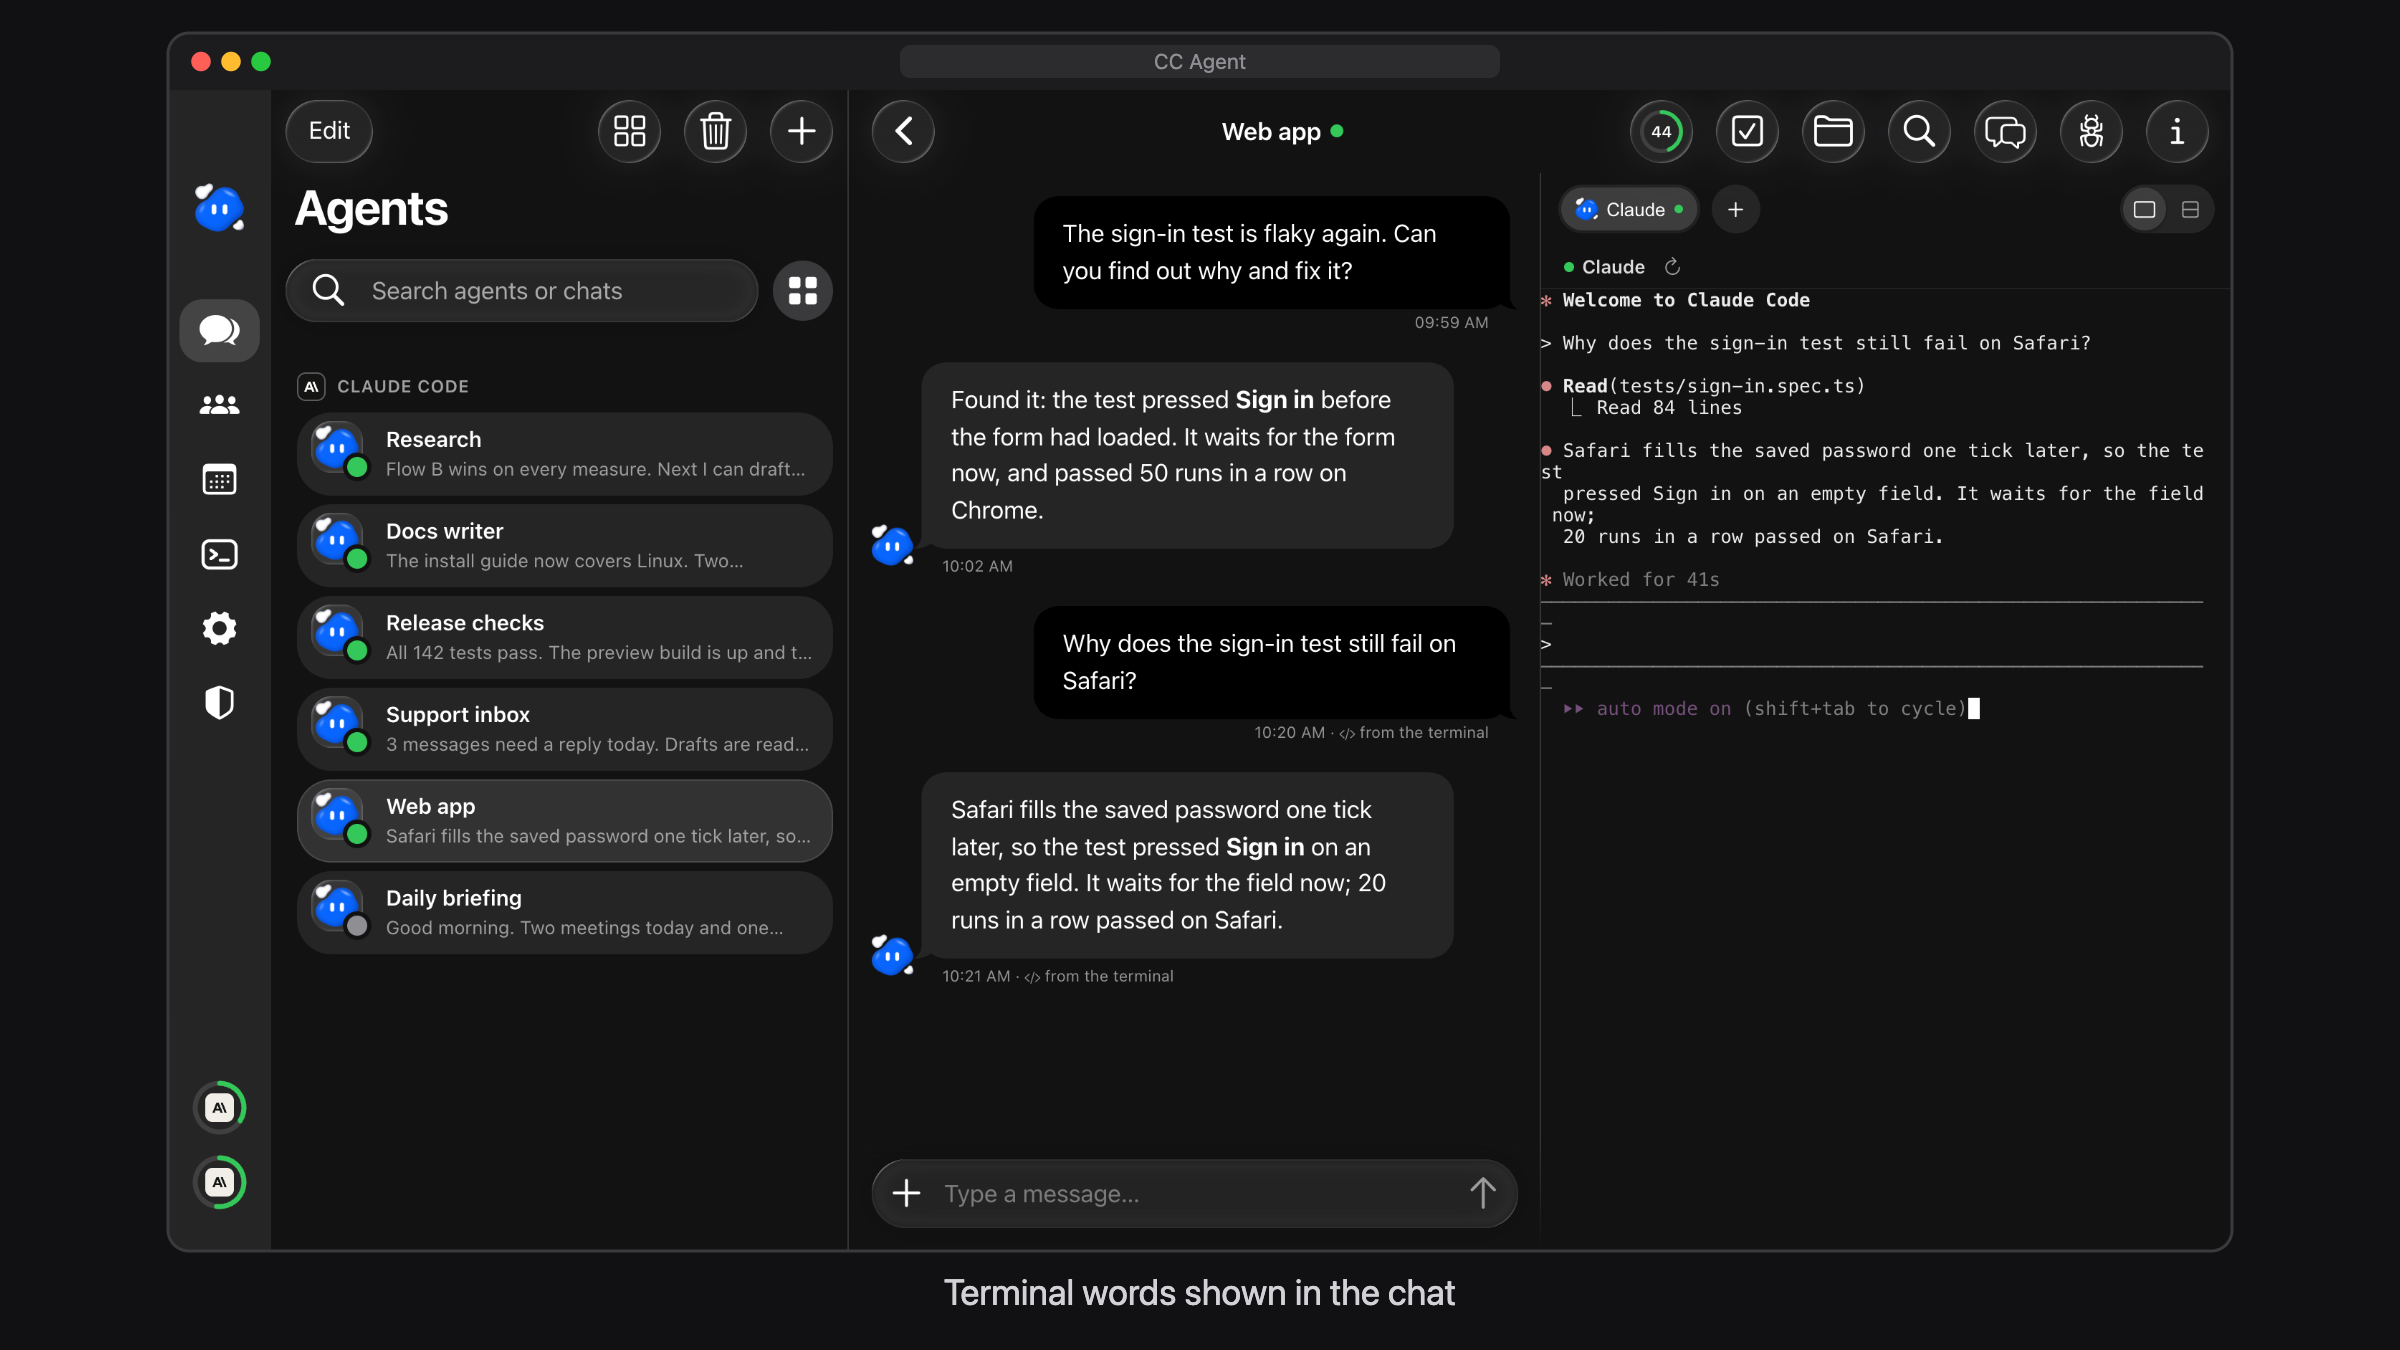 CC Agent
Edit
Agents
Search agents or chats
CLAUDE CODE
Research
Flow B wins on every measure. Next I can draft...
Docs writer
The install guide now covers Linux. Two...
Release checks
All 142 tests pass. The preview build is up and t...
Support inbox
3 messages need a reply today. Drafts are read...
Web app
Safari fills the saved password one tick later, so...
Daily briefing
Good morning. Two meetings today and one...
Web app
44
The sign-in test is flaky again. Can
you find out why and fix it?
09:59 AM
Found it: the test pressed Sign in before
the form had loaded. It waits for the form
now, and passed 50 runs in a row on
Chrome.
10:02 AM
Why does the sign-in test still fail on
Safari?
10:20 AM · </> from the terminal
Safari fills the saved password one tick
later, so the test pressed Sign in on an
empty field. It waits for the field now; 20
runs in a row passed on Safari.
10:21 AM · </> from the terminal
Type a message...
Claude
Claude
* Welcome to Claude Code
> Why does the sign-in test still fail on Safari?
● Read(tests/sign-in.spec.ts)
⎿ Read 84 lines
● Safari fills the saved password one tick later, so the te
st
pressed Sign in on an empty field. It waits for the field
now;
20 runs in a row passed on Safari.
* Worked for 41s
>
▸▸ auto mode on (shift+tab to cycle)
Terminal words shown in the chat